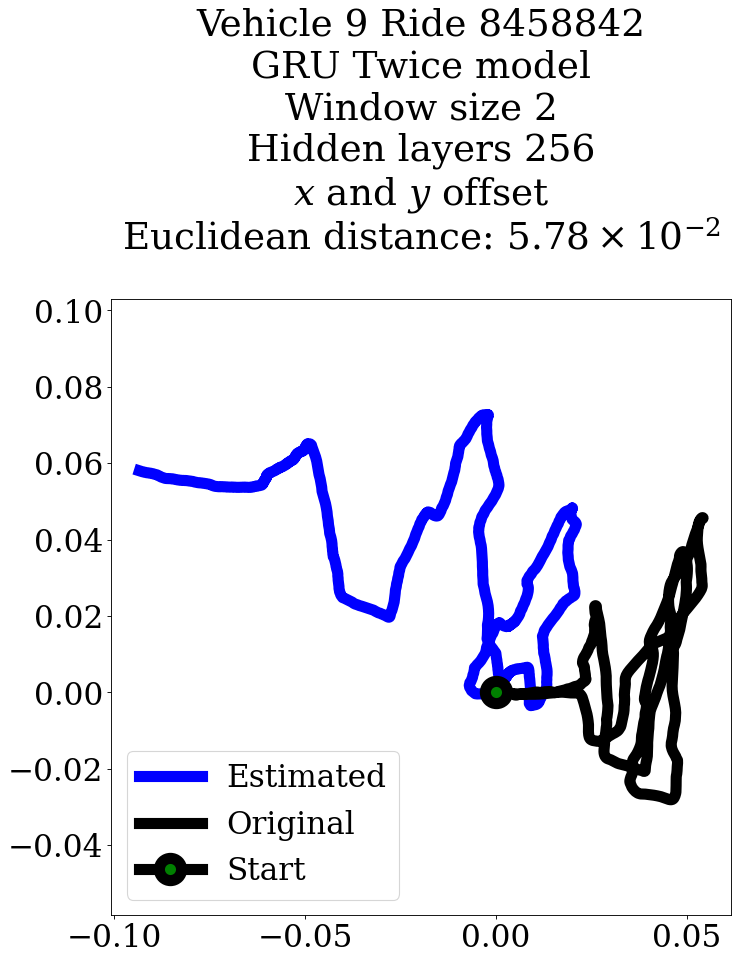 Vehicle 9 Ride 8458842
GRU Twice model
Window size 2
Hidden layers 256
x and y offset
Euclidean distance: 5.78 × 10⁻²
0.10
0.08
0.06
0.04
0.02
0.00
−0.02
−0.04
Estimated
Original
Start
−0.10 −0.05 0.00 0.05